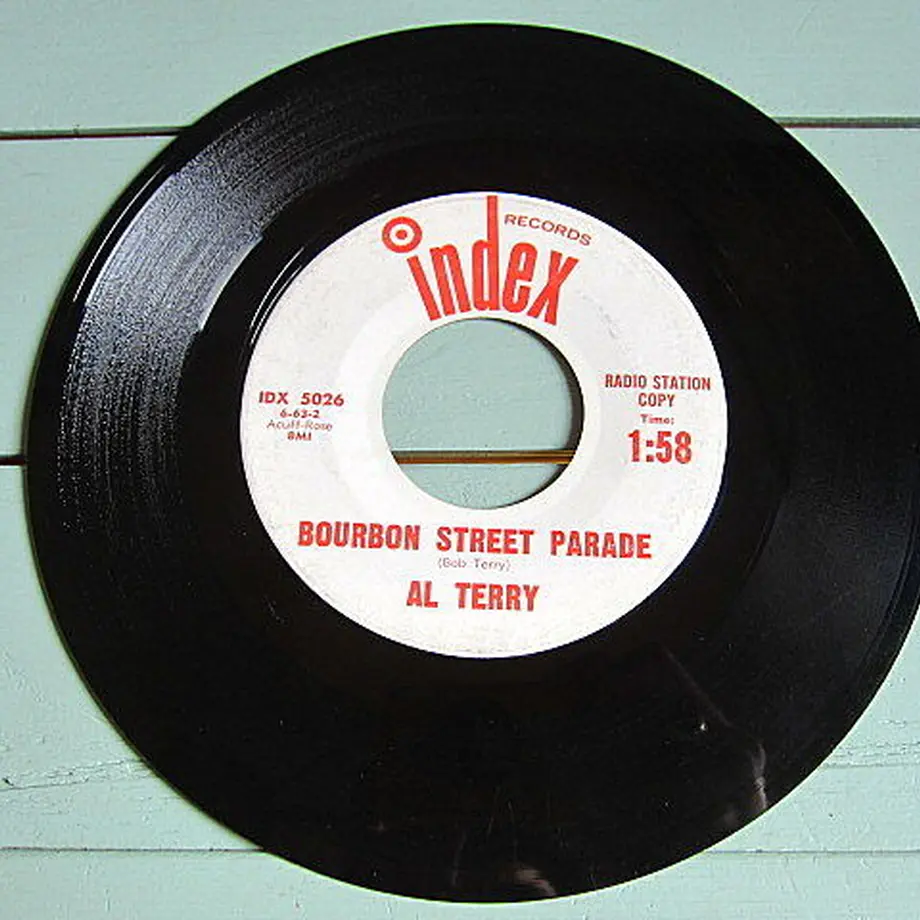 index RECORDS
IDX 5026
6-63-2
Acuff-Rose
BMI
RADIO STATION
COPY
Time:
1:58
BOURBON STREET PARADE
(Bob Terry)
AL TERRY